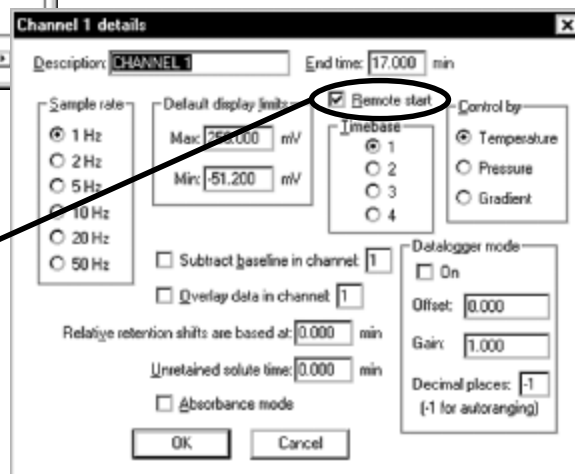 Channel 1 details
Description: CHANNEL 1 End time: 17.000 min
Remote start
Sample rate
1 Hz
2 Hz
5 Hz
10 Hz
20 Hz
50 Hz
Default display limits
Max: 250.000 mV
Min: -51.200 mV
Timebase
1
2
3
4
Control by
Temperature
Pressure
Gradient
Subtract baseline in channel: 1
Overlay data in channel: 1
Relative retention shifts are based at: 0.000 min
Unretained solute time: 0.000 min
Absorbance mode
Datalogger mode
On
Offset: 0.000
Gain: 1.000
Decimal places: -1
(-1 for autoranging)
OK Cancel